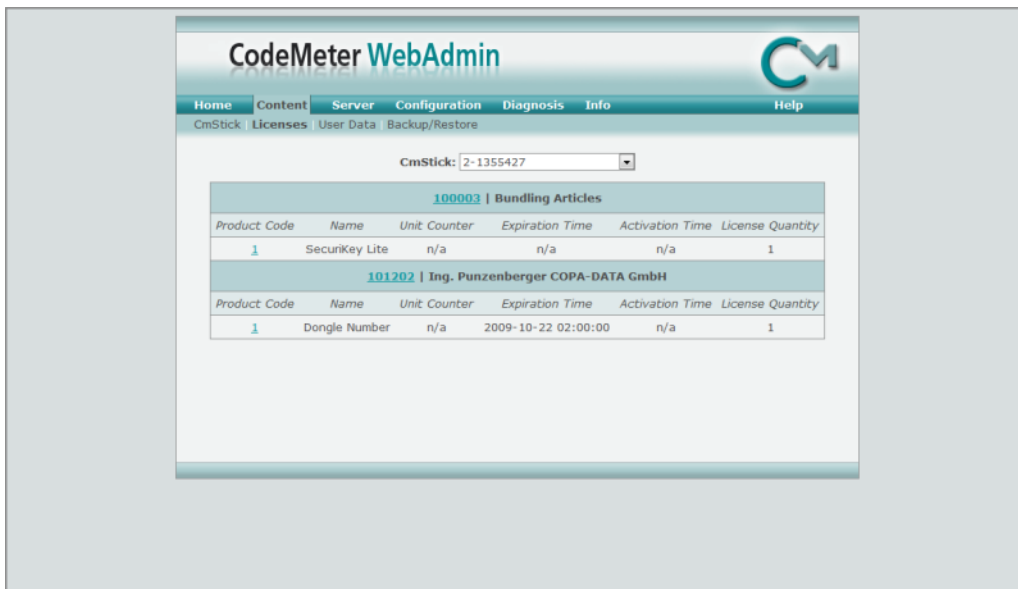 CodeMeter WebAdmin
CM
Home Content Server Configuration Diagnosis Info Help
CmStick | Licenses | User Data | Backup/Restore
CmStick: 2-1355427
100003 | Bundling Articles
Product Code Name Unit Counter Expiration Time Activation Time License Quantity
1 SecuriKey Lite n/a n/a n/a 1
101202 | Ing. Punzenberger COPA-DATA GmbH
Product Code Name Unit Counter Expiration Time Activation Time License Quantity
1 Dongle Number n/a 2009-10-22 02:00:00 n/a 1